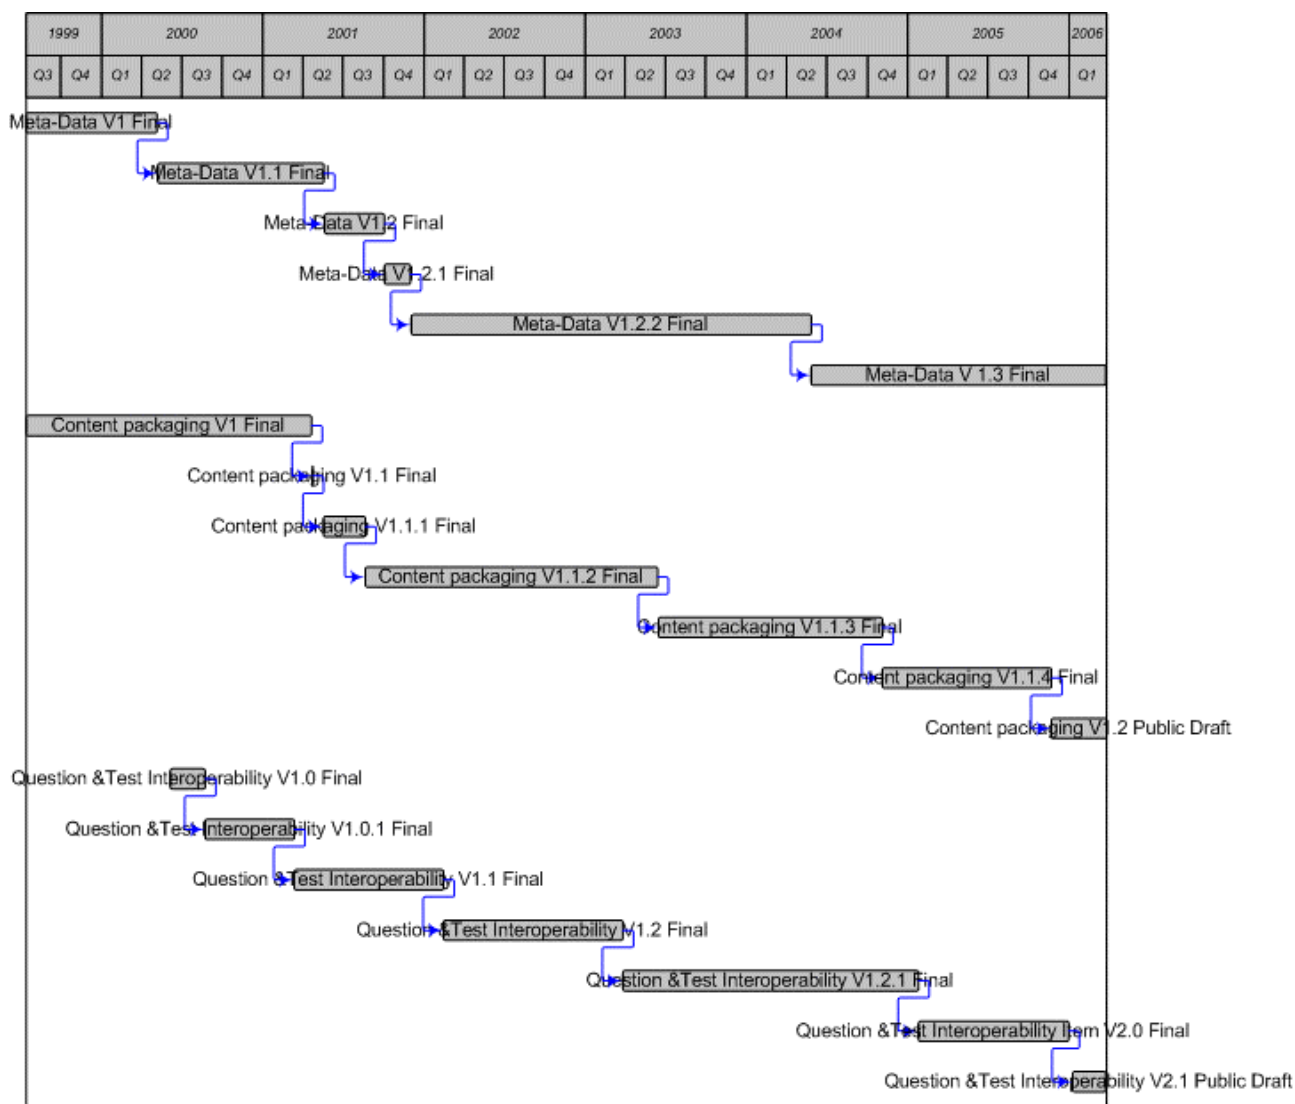 1999 2000 2001 2002 2003 2004 2005 2006
Q3 Q4 Q1 Q2 Q3 Q4 Q1 Q2 Q3 Q4 Q1 Q2 Q3 Q4 Q1 Q2 Q3 Q4 Q1 Q2 Q3 Q4 Q1 Q2 Q3 Q4 Q1
Meta-Data V1 Final
Meta-Data V1.1 Final
Meta-Data V1.2 Final
Meta-Data V1.2.1 Final
Meta-Data V1.2.2 Final
Meta-Data V 1.3 Final
Content packaging V1 Final
Content packaging V1.1 Final
Content packaging V1.1.1 Final
Content packaging V1.1.2 Final
Content packaging V1.1.3 Final
Content packaging V1.1.4 Final
Content packaging V1.2 Public Draft
Question &Test Interoperability V1.0 Final
Question &Test Interoperability V1.0.1 Final
Question &Test Interoperability V1.1 Final
Question &Test Interoperability V1.2 Final
Question &Test Interoperability V1.2.1 Final
Question &Test Interoperability Item V2.0 Final
Question &Test Interoperability V2.1 Public Draft